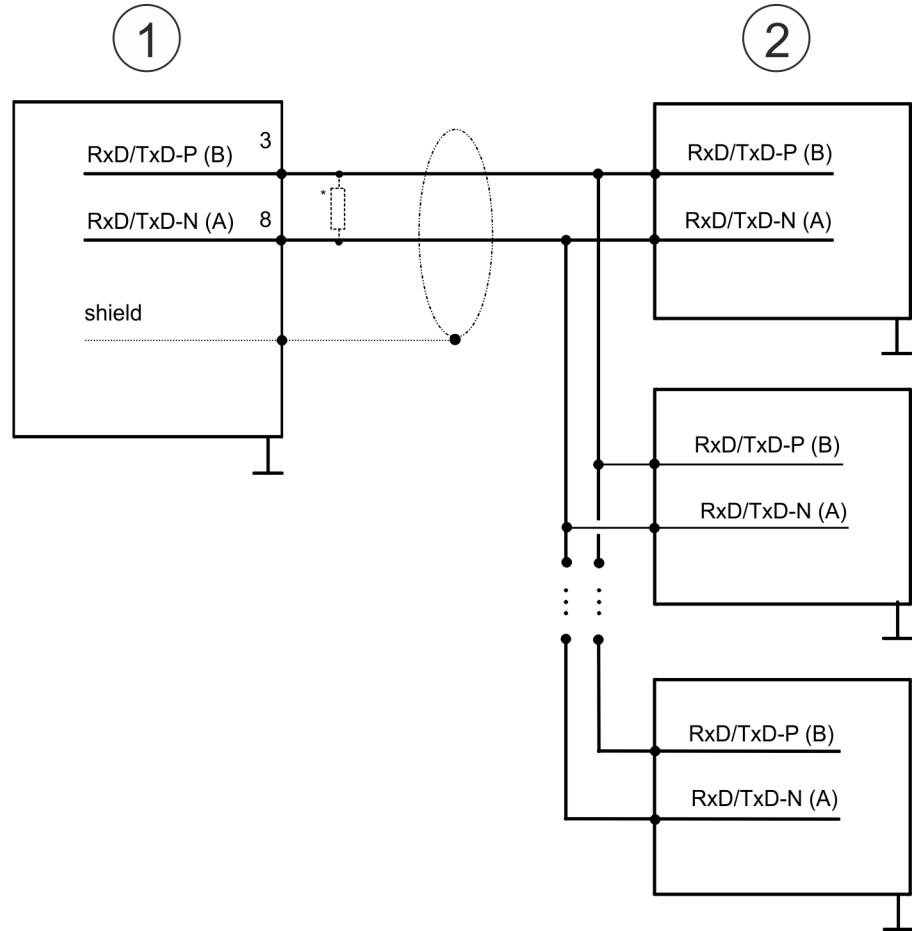 1
2
RxD/TxD-P (B)
3
RxD/TxD-P (B)
*
RxD/TxD-N (A)
8
RxD/TxD-N (A)
shield
RxD/TxD-P (B)
RxD/TxD-N (A)
RxD/TxD-P (B)
RxD/TxD-N (A)